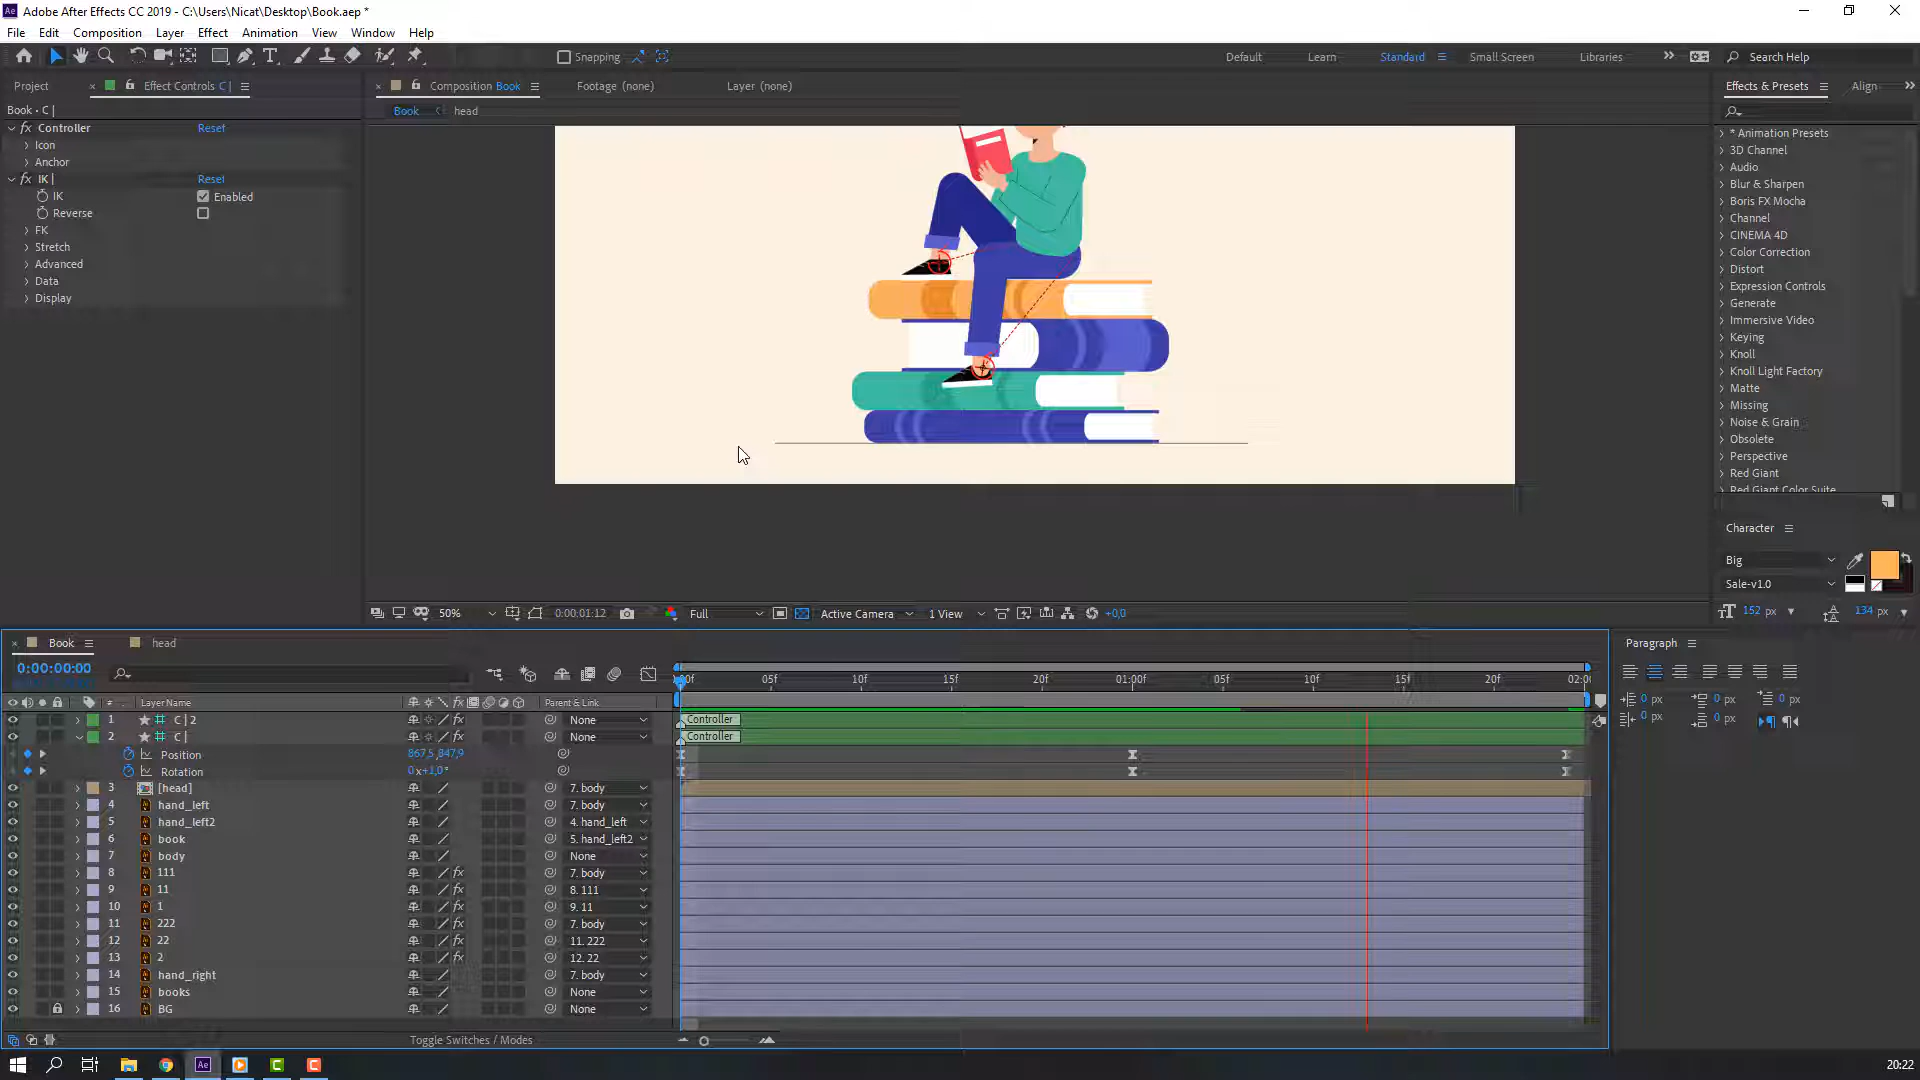 Adobe After Effects CC 2019 - C:\Users\Nicat\Desktop\Book.aep *
File Edit Composition Layer Effect Animation View Window Help
Snapping Default Learn Standard Small Screen Libraries Search Help
Project Effect Controls C | Composition Book Footage (none) Layer (none) Effects & Presets Align
Book • C |
Book head
Controller Reset
Icon
Anchor
IK | Reset
IK Enabled
Reverse
FK
Stretch
Advanced
Data
Display
* Animation Presets
3D Channel
Audio
Blur & Sharpen
Boris FX Mocha
Channel
CINEMA 4D
Color Correction
Distort
Expression Controls
Generate
Immersive Video
Keying
Knoll
Knoll Light Factory
Matte
Missing
Noise & Grain
Obsolete
Perspective
Red Giant
Red Giant Color Suite
Character
Big
Sale-v1.0
152 px 134 px
50% 0:00:01:12 Full Active Camera 1 View +0,0
Book head
Paragraph
0:00:00:00
00f 05f 10f 15f 20f 01:00f 05f 10f 15f 20f 02:0
# Layer Name Parent & Link
1 C | 2 None Controller
2 C | None Controller
Position 867,5,847,9
Rotation 0x+1,0°
3 [head] 7. body
4 hand_left 7. body
5 hand_left2 4. hand_left
6 book 5. hand_left2
7 body None
8 111 7. body
9 11 8. 111
10 1 9. 11
11 222 7. body
12 22 11. 222
13 2 12. 22
14 hand_right 7. body
15 books None
16 BG None
0 px 0 px 0 px
0 px 0 px
Toggle Switches / Modes
20:22